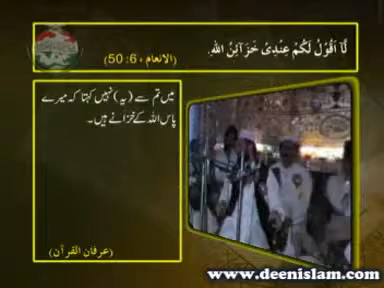 لَّآ اَقُوْلُ لَكُمْ عِنْدِیْ خَزَآئِنُ اللهِ۔
(الانعام ، 6 : 50)
میں تم سے (یہ) نہیں کہتا کہ میرے
پاس اللہ کے خزانے ہیں۔
(عرفان القرآن)
www.deenislam.com